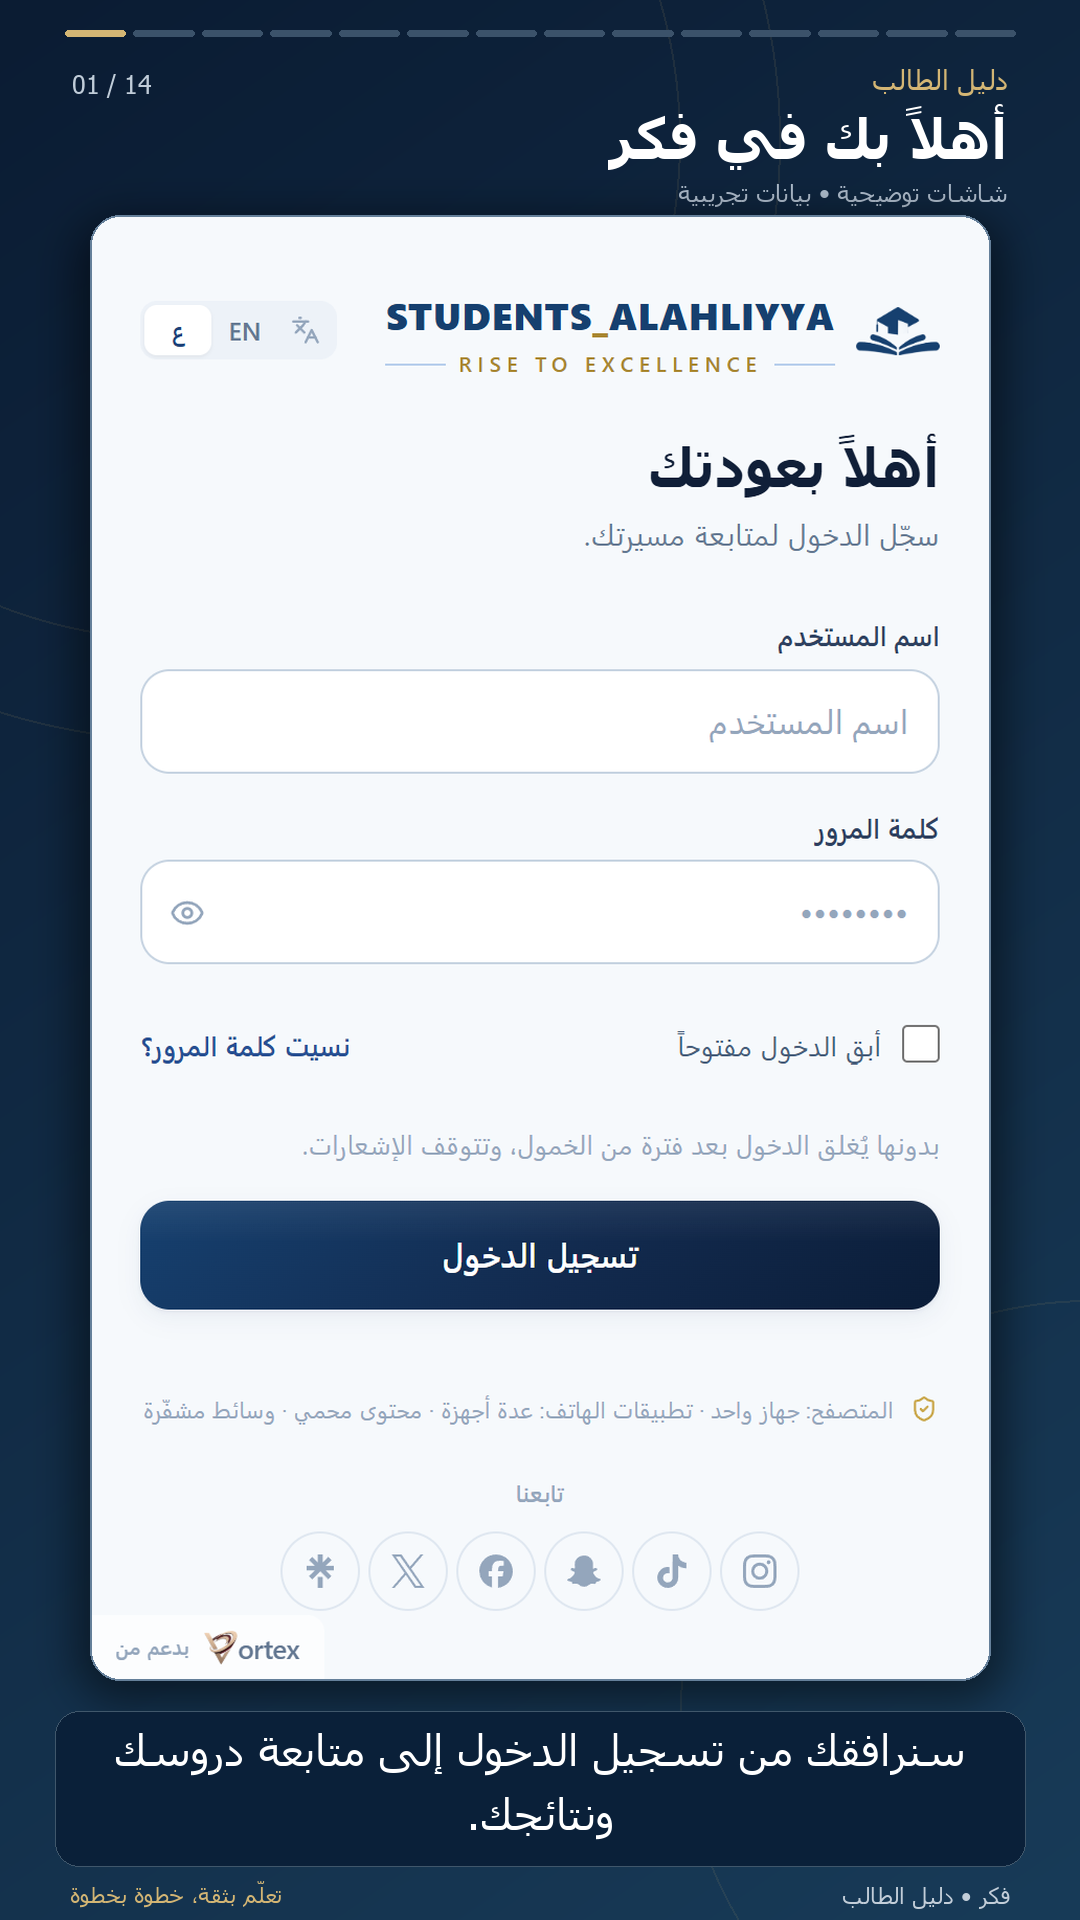 01 / 14
دليل الطالب
أهلاً بك في فكر
شاشات توضيحية • بيانات تجريبية
STUDENTS_ALAHLIYYA
RISE TO EXCELLENCE
EN ع
أهلاً بعودتك
سجّل الدخول لمتابعة مسيرتك.
اسم المستخدم
اسم المستخدم
كلمة المرور
••••••••
أبقِ الدخول مفتوحاً
نسيت كلمة المرور؟
بدونها يُغلق الدخول بعد فترة من الخمول، وتتوقف الإشعارات.
تسجيل الدخول
المتصفح: جهاز واحد · تطبيقات الهاتف: عدة أجهزة · محتوى محمي · وسائط مشفّرة
تابعنا
بدعم من Vortex
سنرافقك من تسجيل الدخول إلى متابعة دروسك
ونتائجك.
فكر • دليل الطالب
تعلّم بثقة، خطوة بخطوة